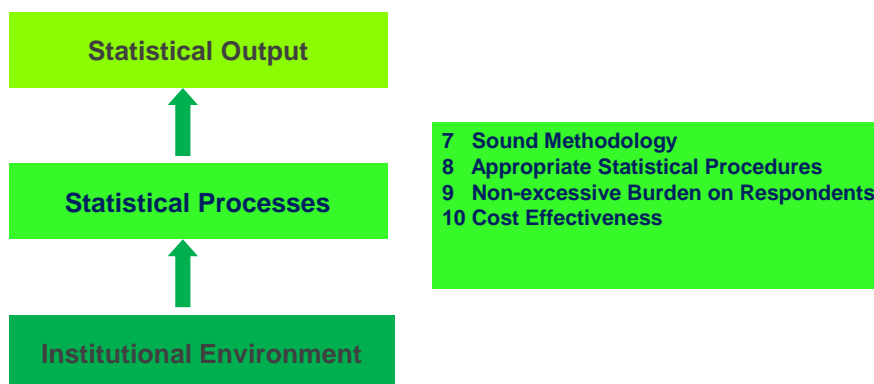 Statistical Output
7 Sound Methodology
8 Appropriate Statistical Procedures
Statistical Processes
9 Non-excessive Burden on Respondents
10 Cost Effectiveness
Institutional Environment